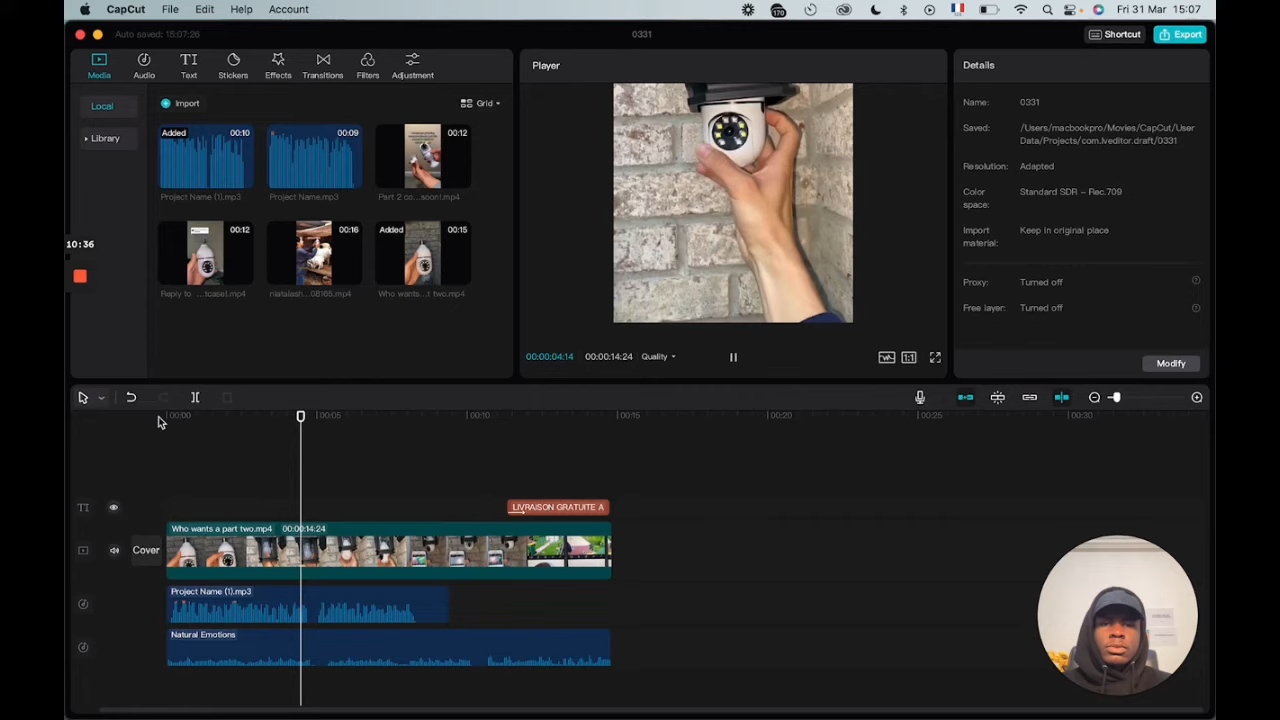 CapCut File Edit Help Account 170 Fri 31 Mar 15:07
Auto saved: 15:07:26 0331 Shortcut Export
Media Audio Text Stickers Effects Transitions Filters Adjustment
Player
Details
Local
Library
Import
Grid
Added 00:10
Project Name (1).mp3
00:09
Project Name.mp3
00:12
Part 2 co...soon!.mp4
00:12
Reply to ...tcase1.mp4
00:16
Added 00:15
Who wants...t two.mp4
10:36
Name: 0331
Saved: /Users/macbookpro/Movies/CapCut/User
Data/Projects/com.lveditor.draft/0331
Resolution: Adapted
Color
space: Standard SDR – Rec.709
Import
material: Keep in original place
Proxy: Turned off
Free layer: Turned off
Modify
00:00:04:14 00:00:14:24 Quality 1:1
00:00 00:05 00:10 00:15 00:20 00:25 00:30
TI LIVRAISON GRATUITE A
Who wants a part two.mp4 00:00:14:24
Cover
Project Name (1).mp3
Natural Emotions